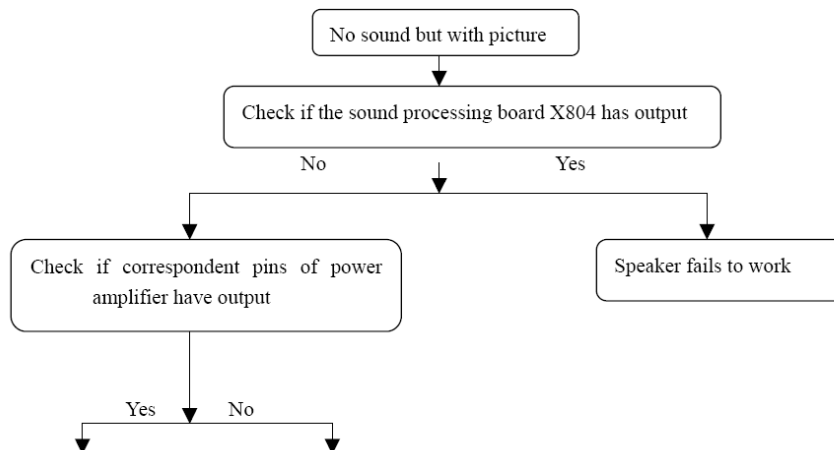 No sound but with picture
Check if the sound processing board X804 has output
No
Yes
Check if correspondent pins of power
amplifier have output
Speaker fails to work
Yes
No